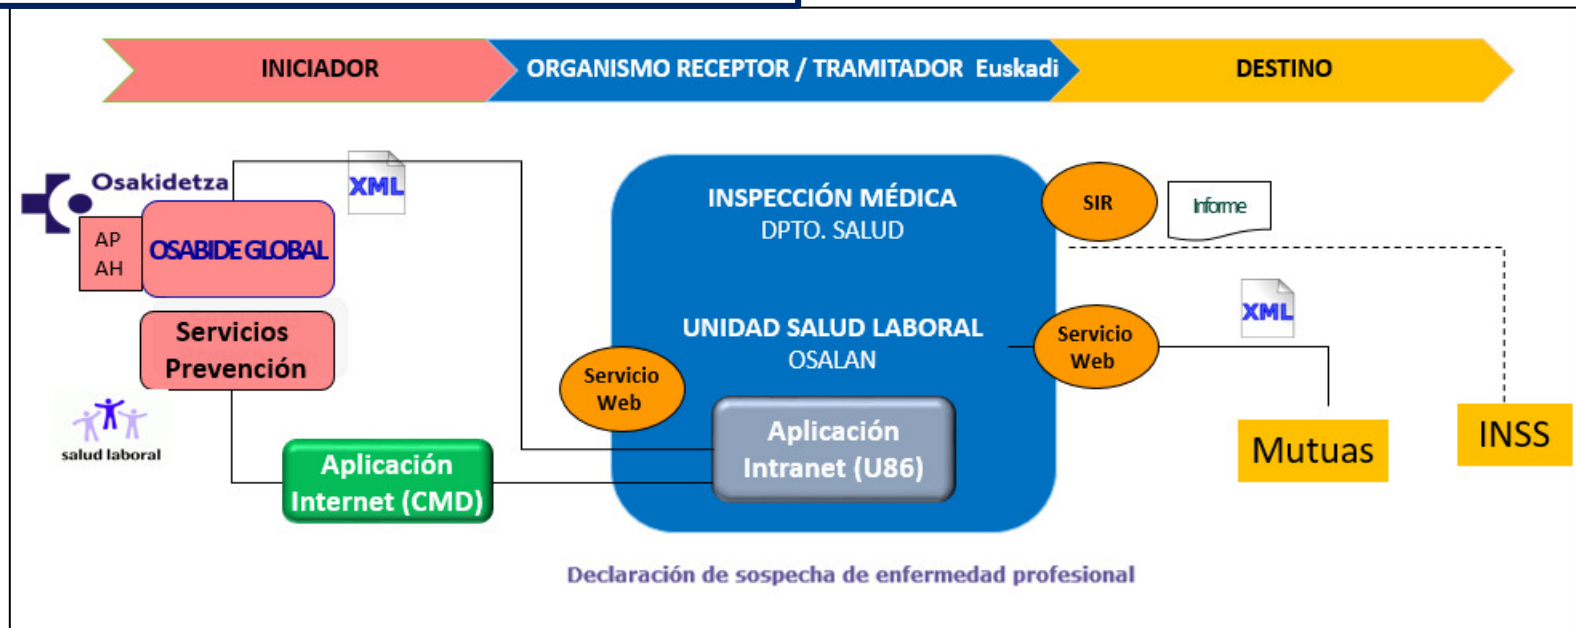 INICIADOR
ORGANISMO RECEPTOR / TRAMITADOR Euskadi
DESTINO
Osakidetza
XML
AP
AH
OSABIDE GLOBAL
Servicios
Prevención
salud laboral
Aplicación
Internet (CMD)
INSPECCIÓN MÉDICA
DPTO. SALUD
UNIDAD SALUD LABORAL
OSALAN
Servicio
Web
Aplicación
Intranet (U86)
SIR
Informe
Servicio
Web
XML
Mutuas
INSS
Declaración de sospecha de enfermedad profesional